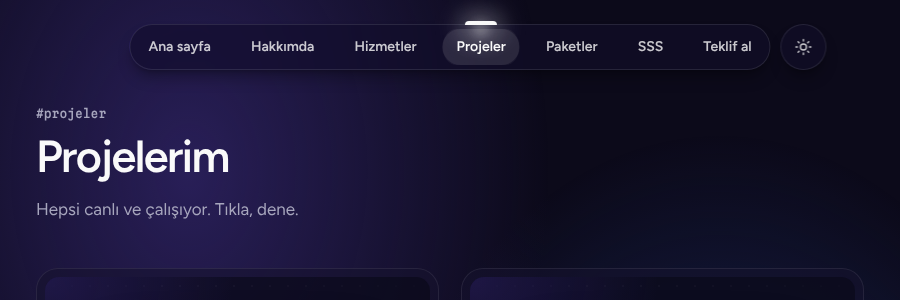 Ana sayfa Hakkımda Hizmetler Projeler Paketler SSS Teklif al
#projeler
Projelerim
Hepsi canlı ve çalışıyor. Tıkla, dene.